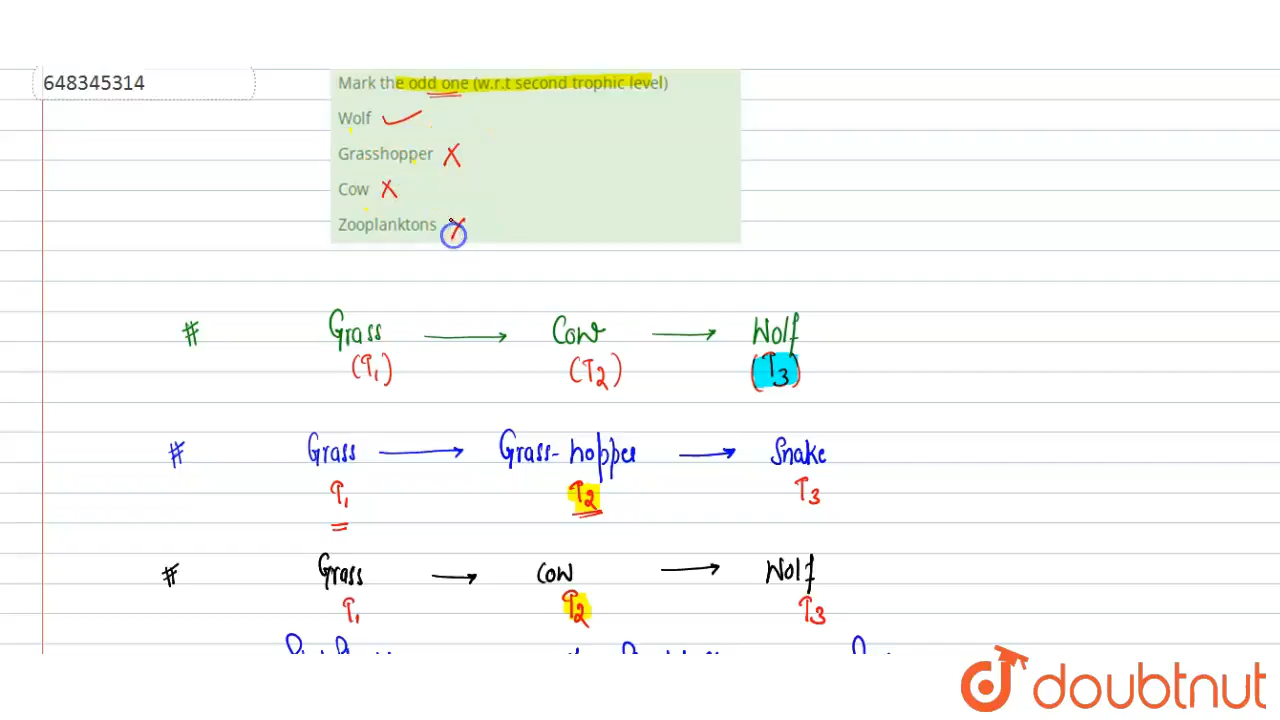 648345314
Mark the odd one (w.r.t second trophic level)
Wolf
Grasshopper
Cow
Zooplanktons
# Grass → Cow → Wolf
(T1) (T2) (T3)
# Grass → Grass-hopper → Snake
T1 T2 T3
# Grass → Cow → Wolf
T1 T2 T3
doubtnut